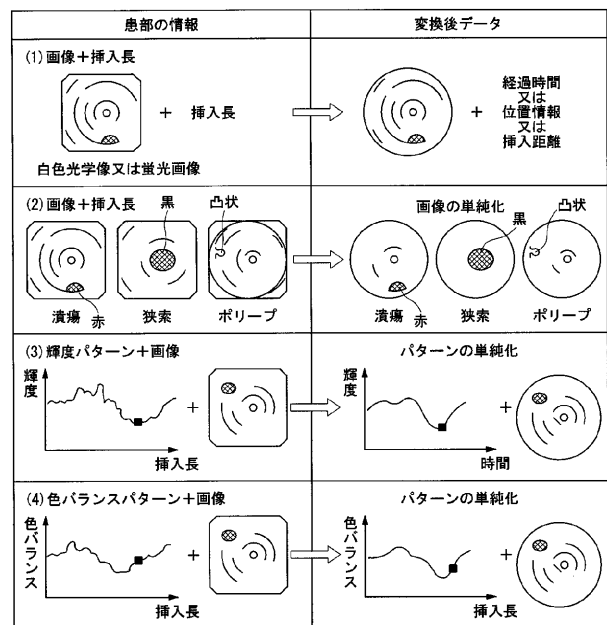 患部の情報
変換後データ
(1)画像+挿入長
+ 挿入長
+
経過時間
又は
位置情報
又は
挿入距離
白色光学像又は蛍光画像
(2)画像+挿入長
黒
凸状
潰瘍
赤
狭索
ポリープ
画像の単純化
黒
凸状
潰瘍
赤
狭索
ポリープ
(3)輝度パターン+画像
輝度
+
挿入長
パターンの単純化
輝度
+
時間
(4)色バランスパターン+画像
色バランス
+
挿入長
パターンの単純化
色バランス
+
挿入長